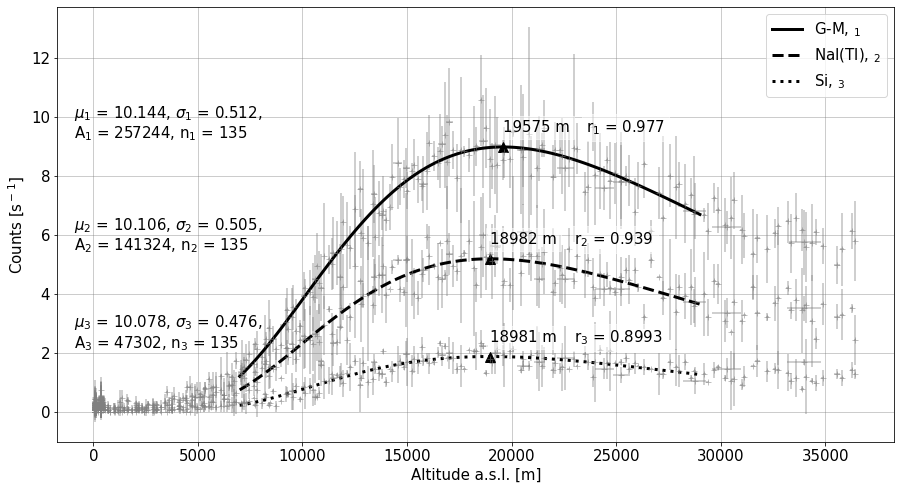 G-M, 1
NaI(Tl), 2
Si, 3
μ1 = 10.144, σ1 = 0.512,
A1 = 257244, n1 = 135
19575 m r1 = 0.977
μ2 = 10.106, σ2 = 0.505,
A2 = 141324, n2 = 135
18982 m r2 = 0.939
μ3 = 10.078, σ3 = 0.476,
A3 = 47302, n3 = 135
18981 m r3 = 0.8993
Counts [s⁻¹]
12
10
8
6
4
2
0
0 5000 10000 15000 20000 25000 30000 35000
Altitude a.s.l. [m]